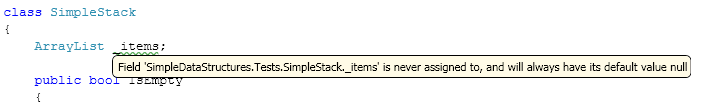 class SimpleStack
{
ArrayList _items;
Field 'SimpleDataStructures.Tests.SimpleStack._items' is never assigned to, and will always have its default value null
public bool IsEmpty
{